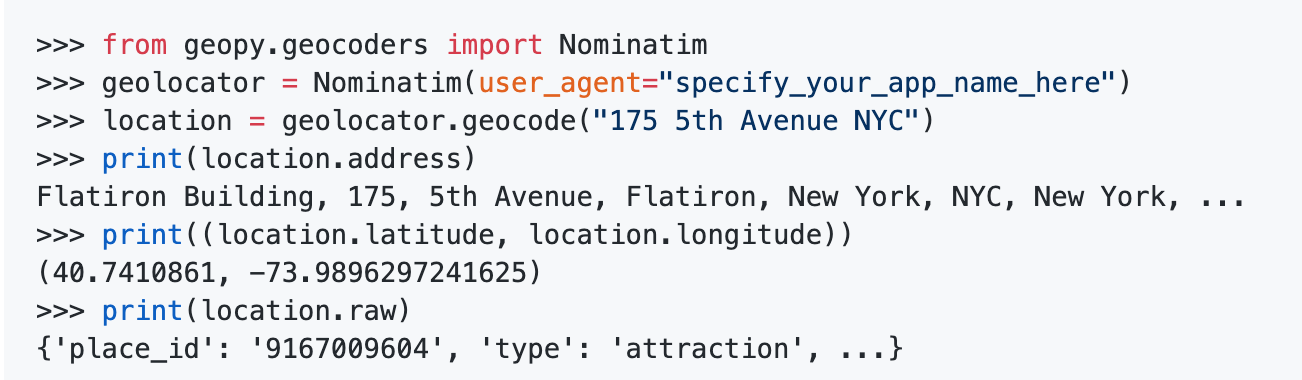 >>> from geopy.geocoders import Nominatim
>>> geolocator = Nominatim(user_agent="specify_your_app_name_here")
>>> location = geolocator.geocode("175 5th Avenue NYC")
>>> print(location.address)
Flatiron Building, 175, 5th Avenue, Flatiron, New York, NYC, New York, ...
>>> print((location.latitude, location.longitude))
(40.7410861, -73.9896297241625)
>>> print(location.raw)
{'place_id': '9167009604', 'type': 'attraction', ...}